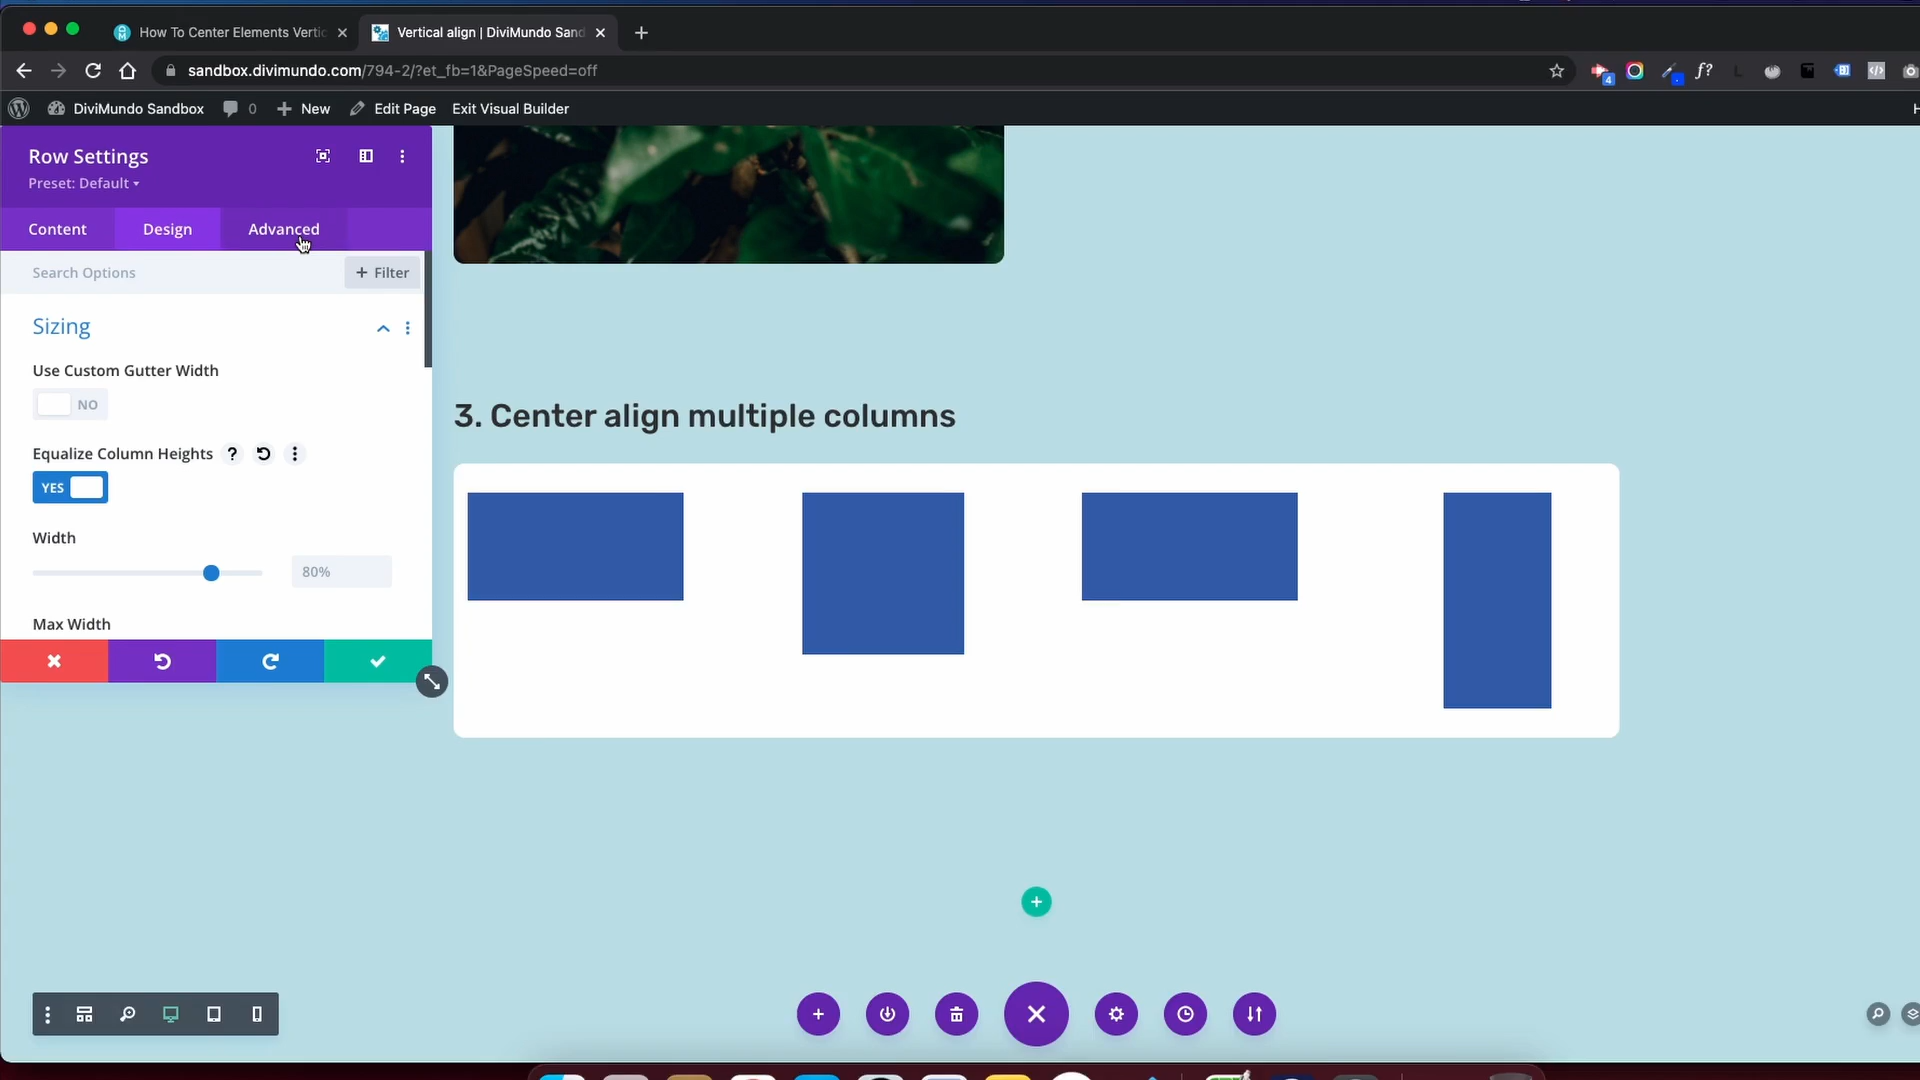 How To Center Elements Vertic
Vertical align | DiviMundo Sand
sandbox.divimundo.com/794-2/?et_fb=1&PageSpeed=off
4
f?
DiviMundo Sandbox
0
New
Edit Page
Exit Visual Builder
H
Row Settings
Preset: Default
Content
Design
Advanced
Search Options
+ Filter
Sizing
Use Custom Gutter Width
NO
Equalize Column Heights ?
YES
Width
80%
Max Width
3. Center align multiple columns